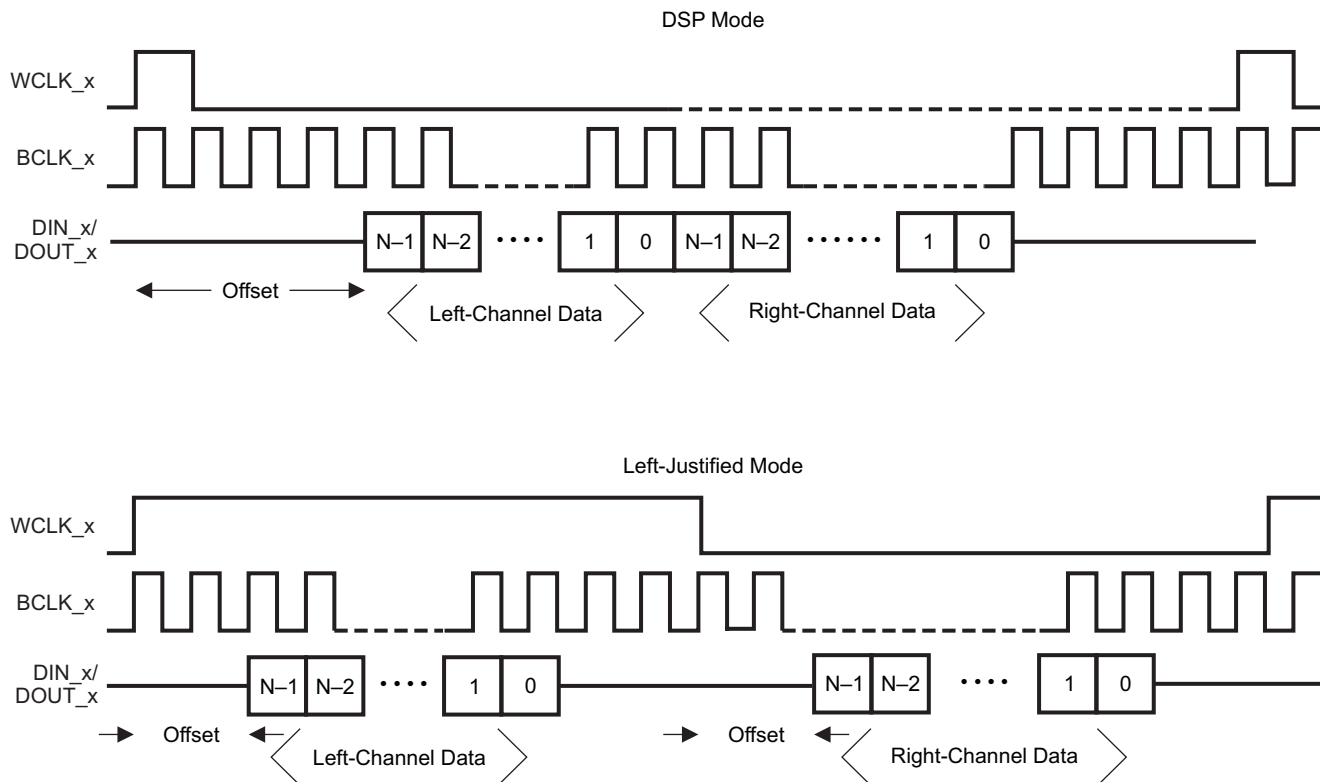 DSP Mode
WCLK_x
BCLK_x
DIN_x/
DOUT_x
N–1 N–2 •••• 1 0 N–1 N–2 •••••• 1 0
Offset
Left-Channel Data
Right-Channel Data
Left-Justified Mode
WCLK_x
BCLK_x
DIN_x/
DOUT_x
N–1 N–2 •••• 1 0 N–1 N–2 •••• 1 0
Offset
Offset
Left-Channel Data
Right-Channel Data